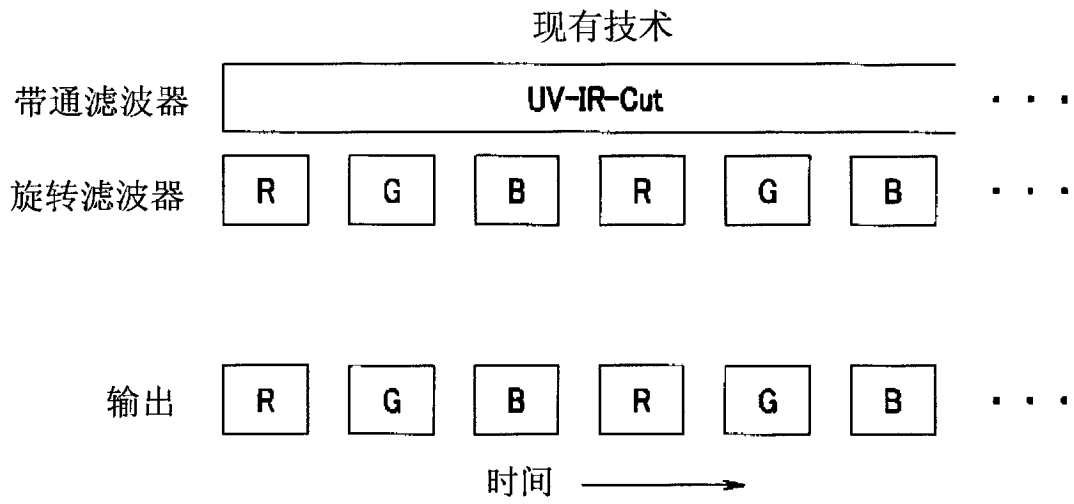 现有技术
带通滤波器 UV-IR-Cut · · ·
旋转滤波器 R G B R G B · · ·
输出 R G B R G B · · ·
时间